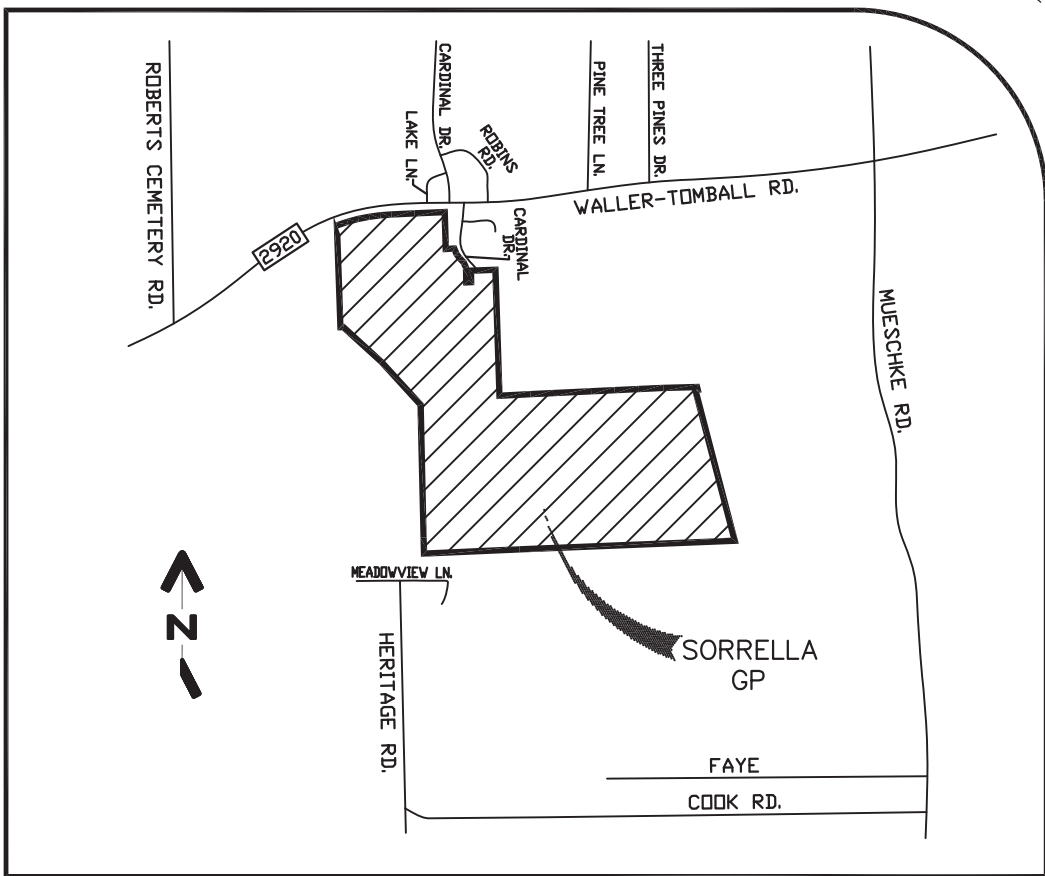 ROBERTS CEMETERY RD.
CARDINAL DR.
LAKE LN.
ROBINS
RD.
PINE TREE LN.
THREE PINES DR.
WALLER-TOMBALL RD.
2920
CARDINAL
DR.
MUESCHKE RD.
MEADOWVIEW LN.
N
HERITAGE RD.
SORRELLA
GP
FAYE
COOK RD.